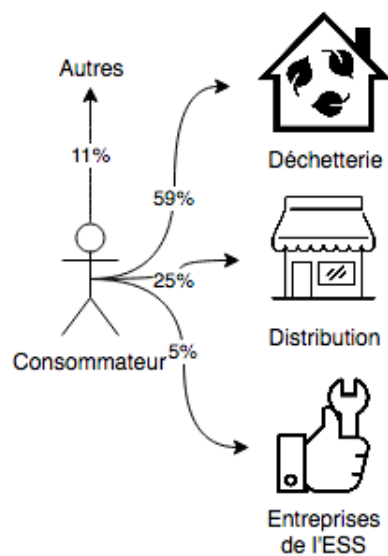 Autres
11%
59%
Déchetterie
25%
Distribution
Consommateur
5%
Entreprises
de l'ESS